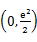 (0, e²/2)